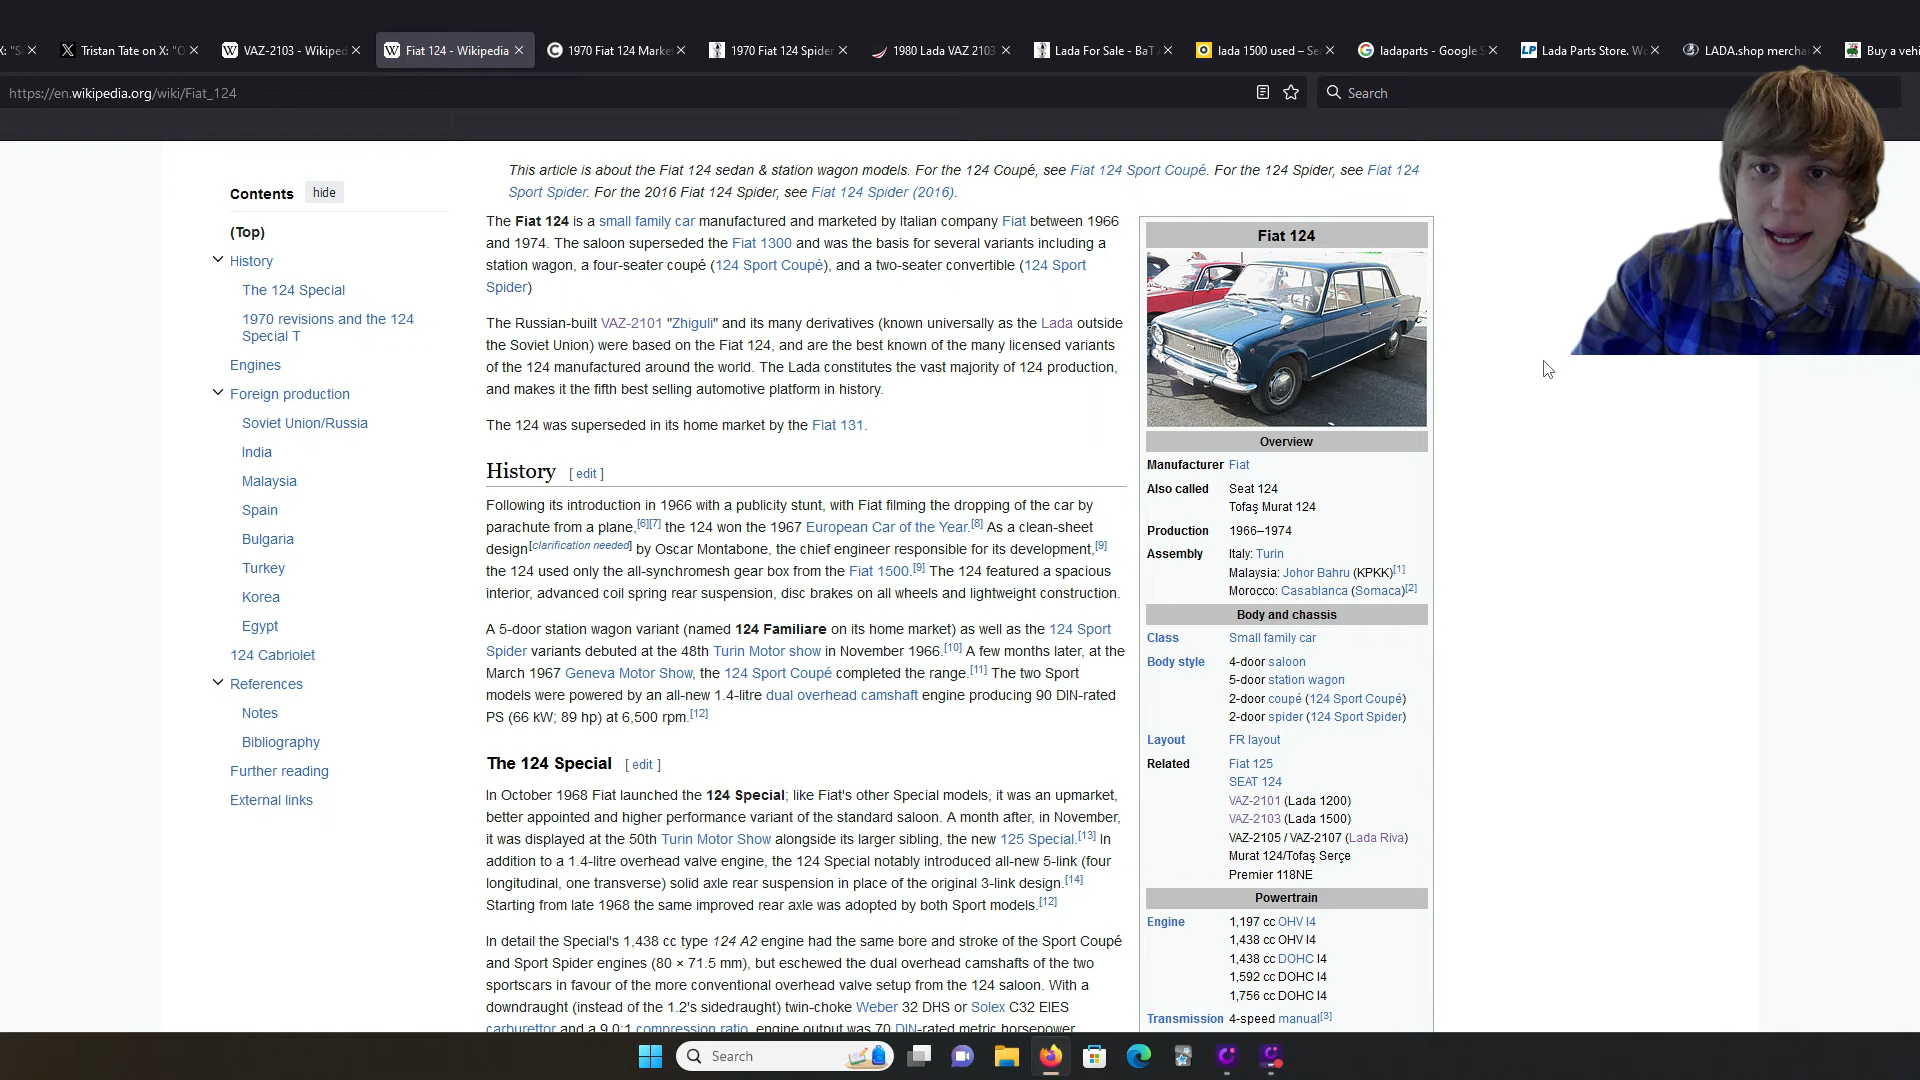 X: "S
Tristan Tate on X: "O
VAZ-2103 - Wikiped
Fiat 124 - Wikipedia
1970 Fiat 124 Marke
1970 Fiat 124 Spider
1980 Lada VAZ 2103
Lada For Sale - BaT
lada 1500 used – Se
ladaparts - Google S
Lada Parts Store. Wo
LADA.shop mercha
Buy a vehi
https://en.wikipedia.org/wiki/Fiat_124
Search
Contents hide
(Top)
History
The 124 Special
1970 revisions and the 124
Special T
Engines
Foreign production
Soviet Union/Russia
India
Malaysia
Spain
Bulgaria
Turkey
Korea
Egypt
124 Cabriolet
References
Notes
Bibliography
Further reading
External links
This article is about the Fiat 124 sedan & station wagon models. For the 124 Coupé, see Fiat 124 Sport Coupé. For the 124 Spider, see Fiat 124
Sport Spider. For the 2016 Fiat 124 Spider, see Fiat 124 Spider (2016).
The Fiat 124 is a small family car manufactured and marketed by Italian company Fiat between 1966
and 1974. The saloon superseded the Fiat 1300 and was the basis for several variants including a
station wagon, a four-seater coupé (124 Sport Coupé), and a two-seater convertible (124 Sport
Spider)
The Russian-built VAZ-2101 "Zhiguli" and its many derivatives (known universally as the Lada outside
the Soviet Union) were based on the Fiat 124, and are the best known of the many licensed variants
of the 124 manufactured around the world. The Lada constitutes the vast majority of 124 production,
and makes it the fifth best selling automotive platform in history.
The 124 was superseded in its home market by the Fiat 131.
History [ edit ]
Following its introduction in 1966 with a publicity stunt, with Fiat filming the dropping of the car by
parachute from a plane,[6][7] the 124 won the 1967 European Car of the Year.[8] As a clean-sheet
design[clarification needed] by Oscar Montabone, the chief engineer responsible for its development,[9]
the 124 used only the all-synchromesh gear box from the Fiat 1500.[9] The 124 featured a spacious
interior, advanced coil spring rear suspension, disc brakes on all wheels and lightweight construction.
A 5-door station wagon variant (named 124 Familiare on its home market) as well as the 124 Sport
Spider variants debuted at the 48th Turin Motor show in November 1966.[10] A few months later, at the
March 1967 Geneva Motor Show, the 124 Sport Coupé completed the range.[11] The two Sport
models were powered by an all-new 1.4-litre dual overhead camshaft engine producing 90 DIN-rated
PS (66 kW; 89 hp) at 6,500 rpm.[12]
The 124 Special [ edit ]
In October 1968 Fiat launched the 124 Special; like Fiat's other Special models, it was an upmarket,
better appointed and higher performance variant of the standard saloon. A month after, in November,
it was displayed at the 50th Turin Motor Show alongside its larger sibling, the new 125 Special.[13] In
addition to a 1.4-litre overhead valve engine, the 124 Special notably introduced all-new 5-link (four
longitudinal, one transverse) solid axle rear suspension in place of the original 3-link design.[14]
Starting from late 1968 the same improved rear axle was adopted by both Sport models.[12]
In detail the Special's 1,438 cc type 124 A2 engine had the same bore and stroke of the Sport Coupé
and Sport Spider engines (80 × 71.5 mm), but eschewed the dual overhead camshafts of the two
sportscars in favour of the more conventional overhead valve setup from the 124 saloon. With a
downdraught (instead of the 1.2's sidedraught) twin-choke Weber 32 DHS or Solex C32 EIES
carburettor and a 9.0:1 compression ratio, engine output was 70 DIN-rated metric horsepower
Fiat 124
Overview
Manufacturer Fiat
Also called Seat 124
Tofaş Murat 124
Production 1966–1974
Assembly Italy: Turin
Malaysia: Johor Bahru (KPKK)[1]
Morocco: Casablanca (Somaca)[2]
Body and chassis
Class Small family car
Body style 4-door saloon
5-door station wagon
2-door coupé (124 Sport Coupé)
2-door spider (124 Sport Spider)
Layout FR layout
Related Fiat 125
SEAT 124
VAZ-2101 (Lada 1200)
VAZ-2103 (Lada 1500)
VAZ-2105 / VAZ-2107 (Lada Riva)
Murat 124/Tofaş Serçe
Premier 118NE
Powertrain
Engine 1,197 cc OHV I4
1,438 cc OHV I4
1,438 cc DOHC I4
1,592 cc DOHC I4
1,756 cc DOHC I4
Transmission 4-speed manual[3]
Search